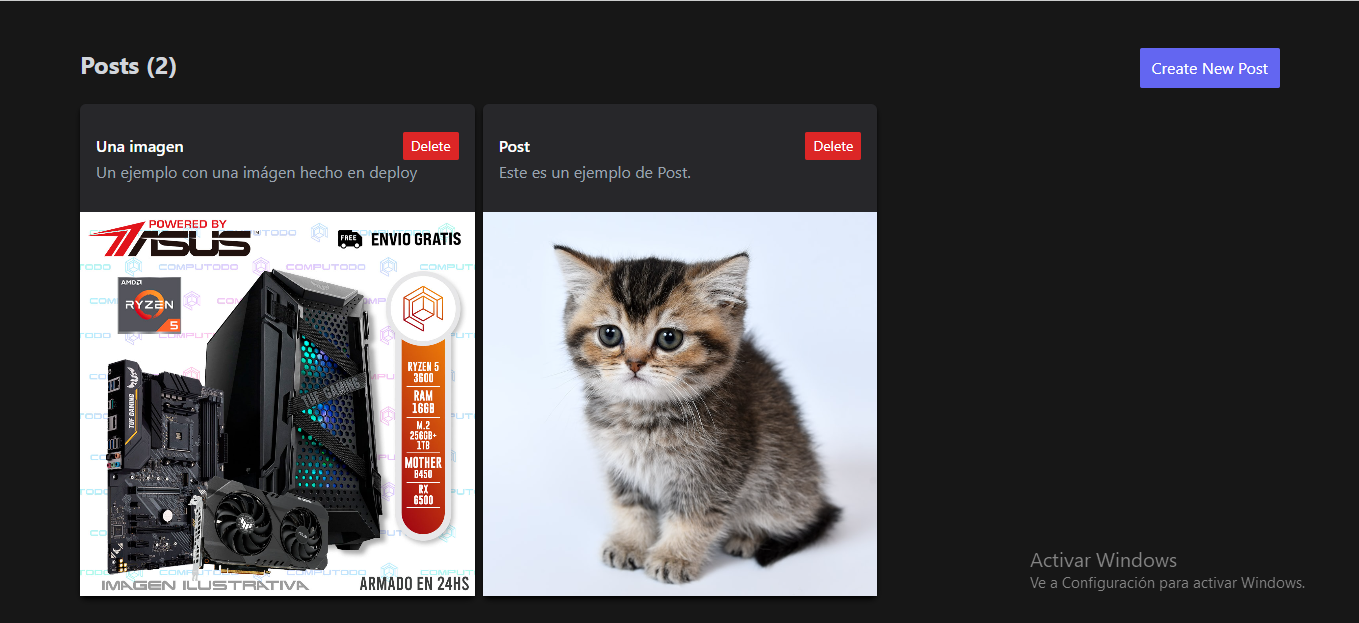 Posts (2)
Create New Post
Una imagen
Delete
Un ejemplo con una imágen hecho en deploy
Post
Delete
Este es un ejemplo de Post.
POWERED BY
ASUS
FREE
ENVIO GRATIS
COMPUTODO
AMD
RYZEN
5
RYZEN 5
3600
RAM
16GB
M.2
256GB+
1TB
MOTHER
B450
RX
6500
TUF GAMING
IMAGEN ILUSTRATIVA
ARMADO EN 24HS
Activar Windows
Ve a Configuración para activar Windows.